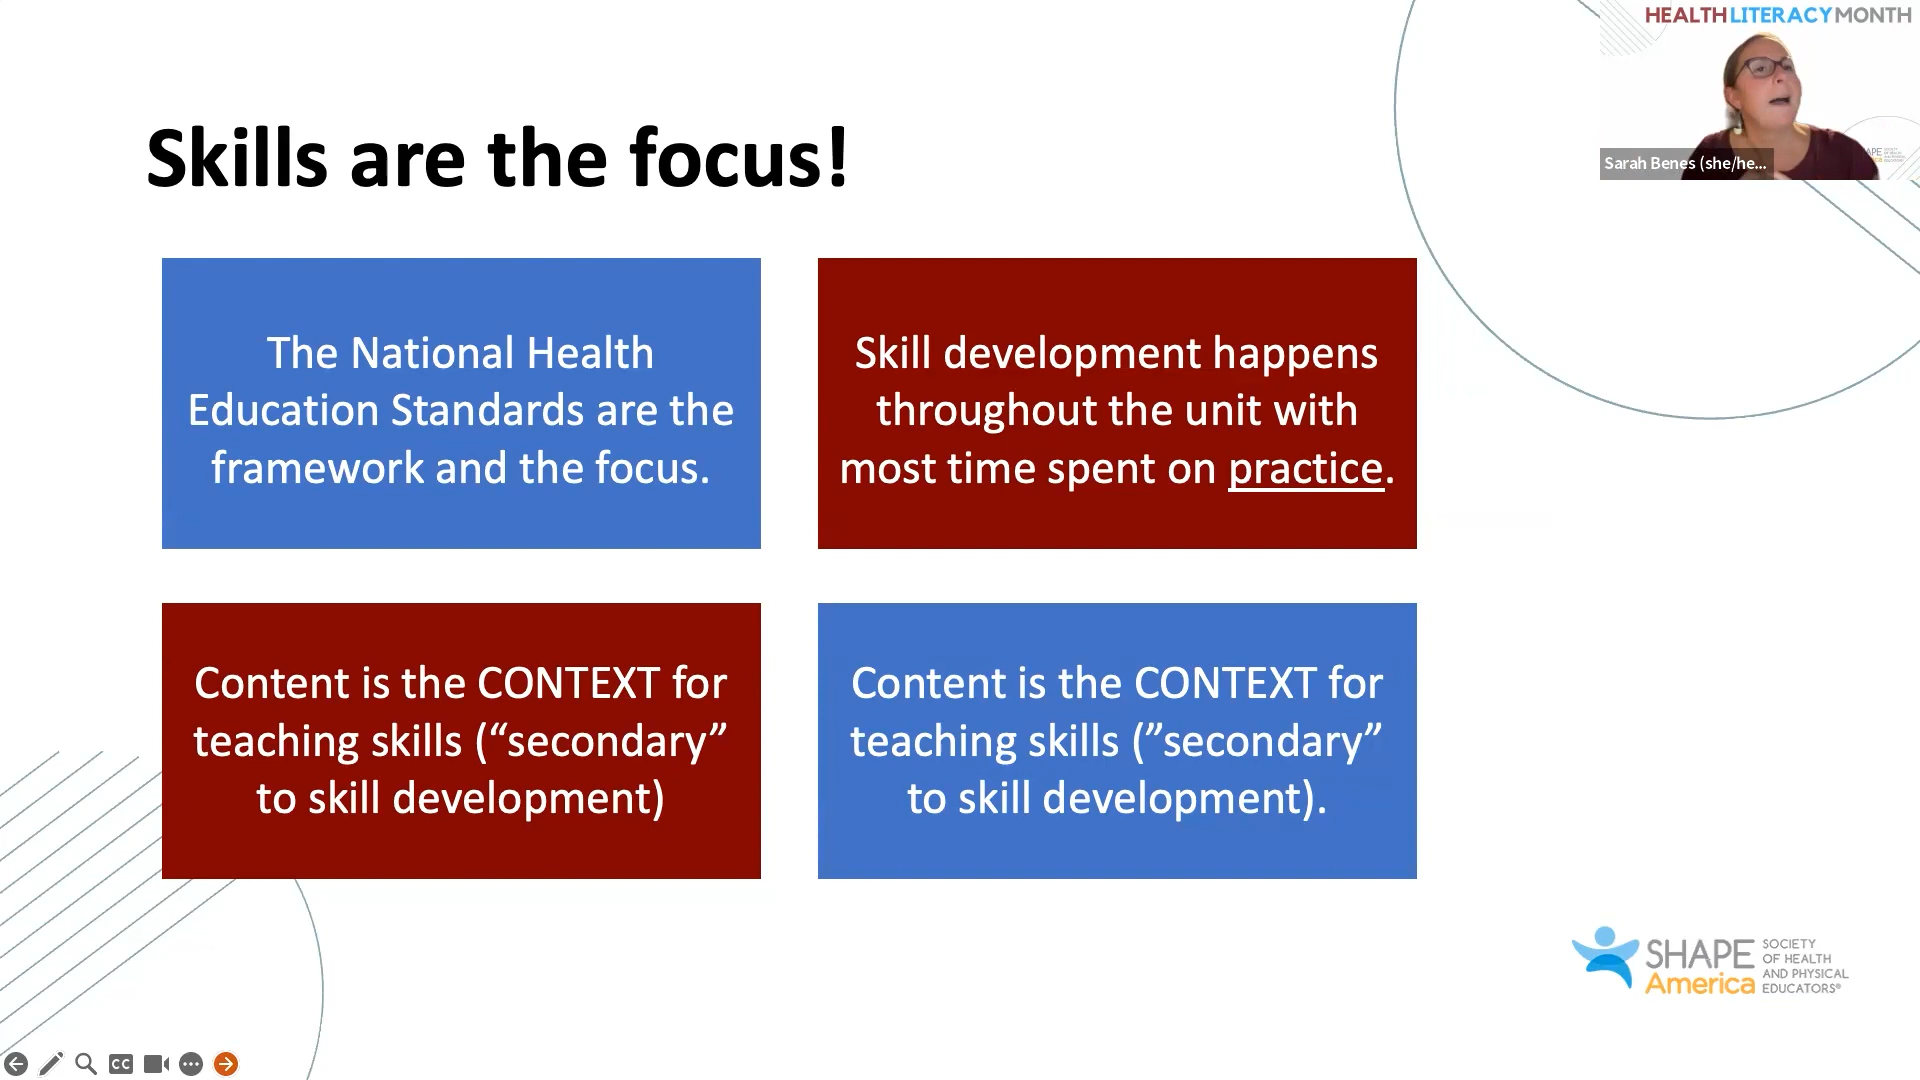 HEALTHLITERACYMONTH
Sarah Benes (she/he...
Skills are the focus!
The National Health
Education Standards are the
framework and the focus.
Skill development happens
throughout the unit with
most time spent on practice.
Content is the CONTEXT for
teaching skills (“secondary”
to skill development)
Content is the CONTEXT for
teaching skills (”secondary”
to skill development).
SHAPE
America
SOCIETY
OF HEALTH
AND PHYSICAL
EDUCATORS®
CC